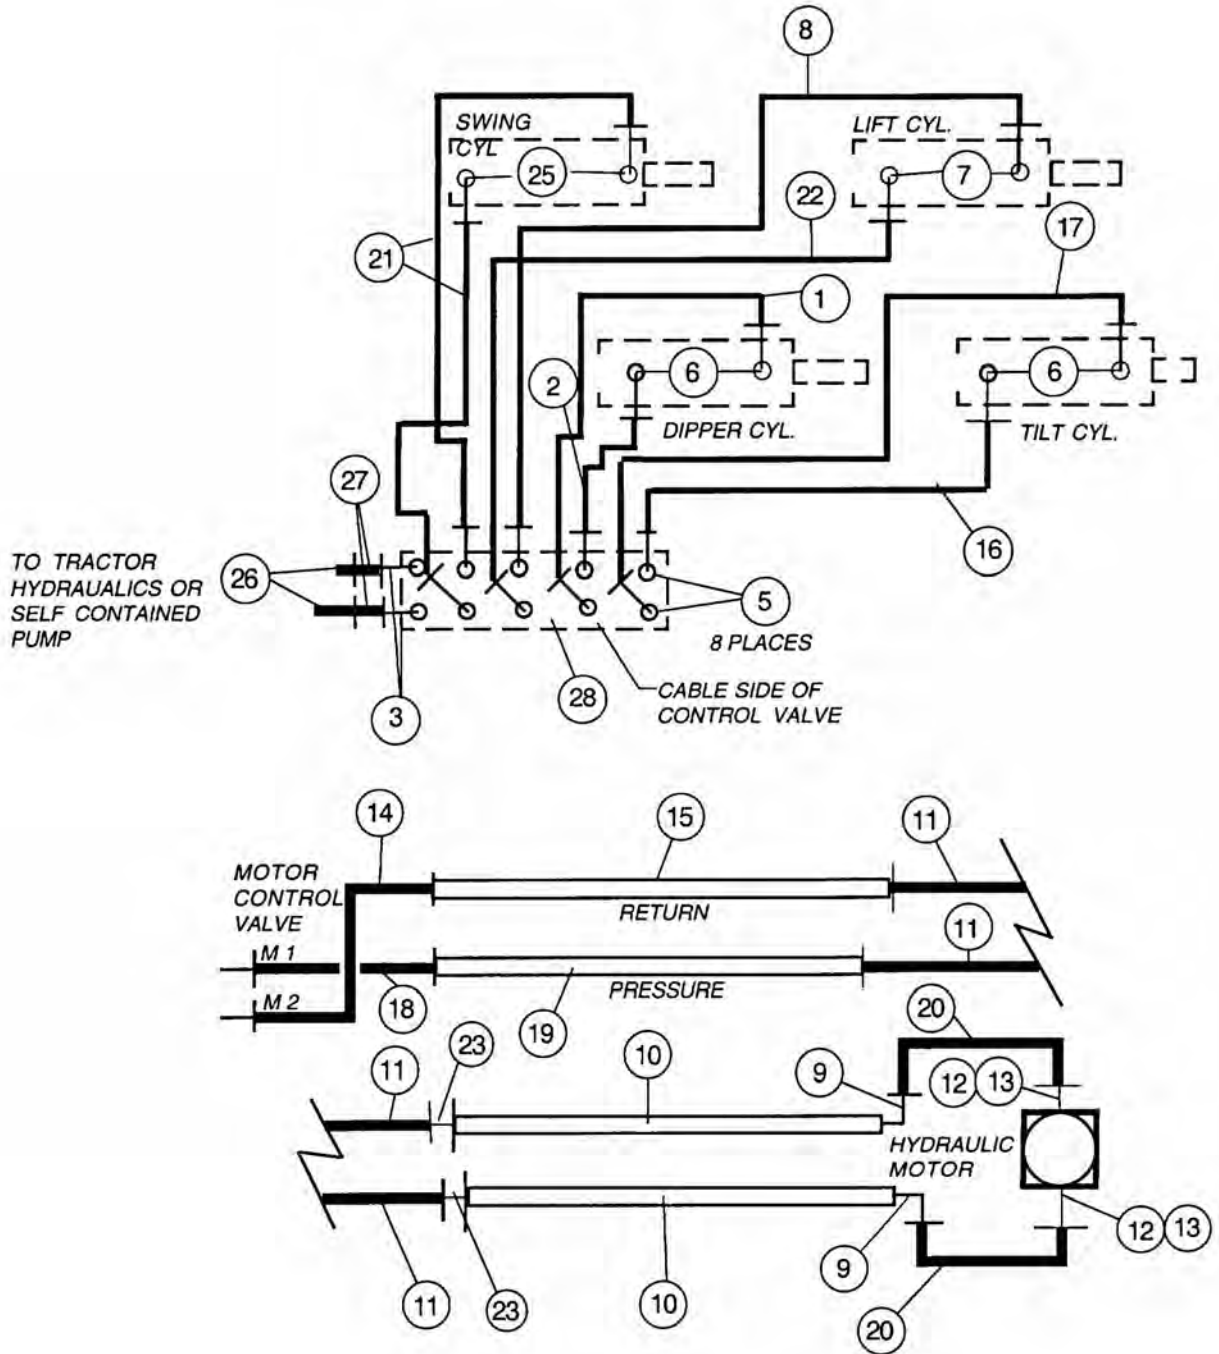 8
SWING
CYL
LIFT CYL.
25
7
22
17
21
1
6
2
6
DIPPER CYL.
TILT CYL.
27
16
TO TRACTOR
HYDRAUALICS OR
SELF CONTAINED
PUMP
26
5
8 PLACES
3
28
CABLE SIDE OF
CONTROL VALVE
14
15
11
MOTOR
CONTROL
VALVE
RETURN
11
M 1
M 2
18
PRESSURE
19
20
23
10
11
9
12
13
HYDRAULIC
MOTOR
12
13
11
23
10
9
20